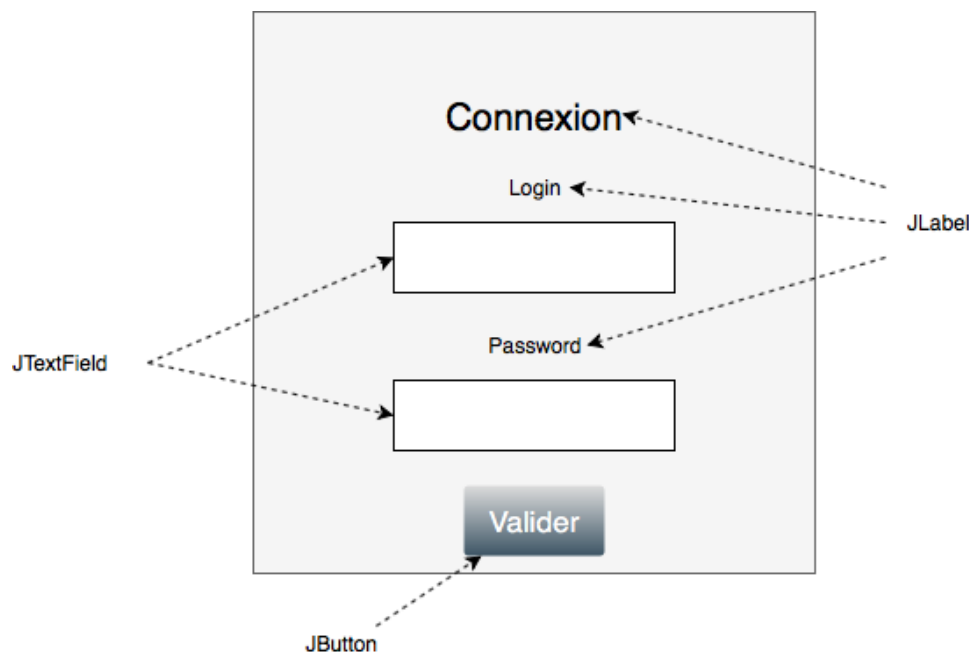 Connexion
Login
JLabel
Password
JTextField
Valider
JButton